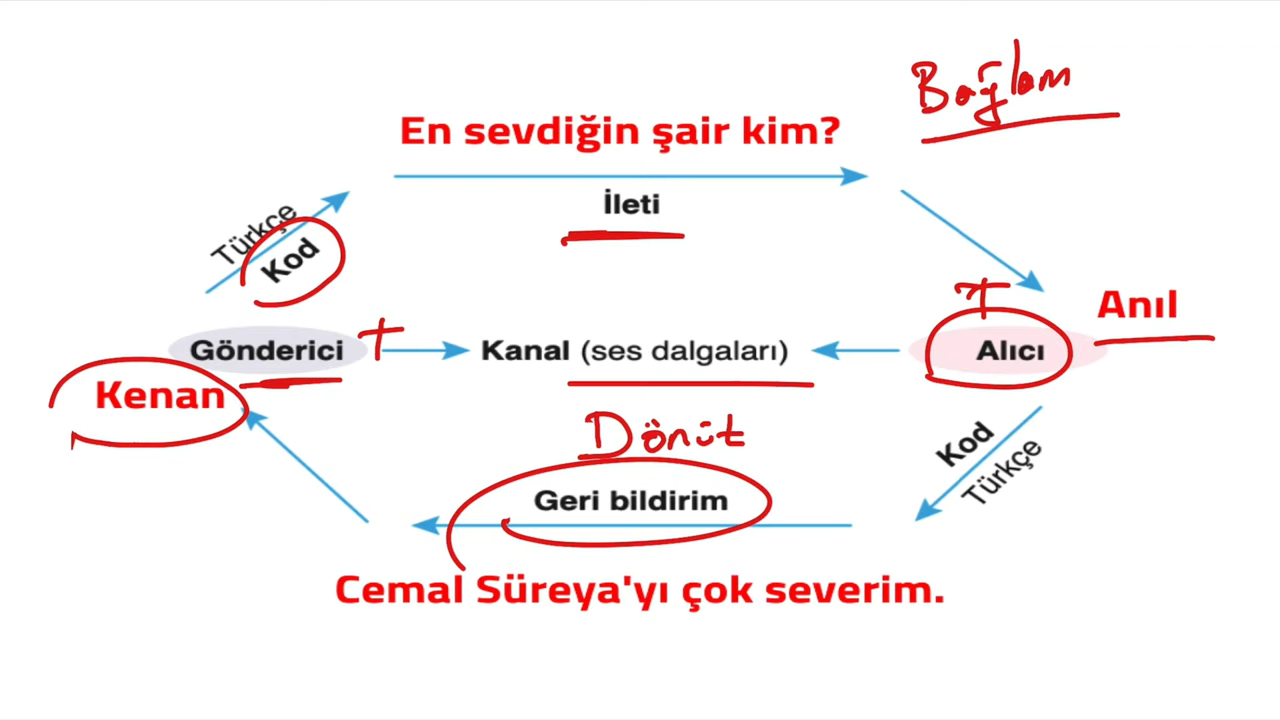 Bağlam
En sevdiğin şair kim?
İleti
Türkçe
Kod
Anıl
Gönderici
Kanal (ses dalgaları)
Alıcı
Kenan
Dönüt
Kod
Türkçe
Geri bildirim
Cemal Süreya'yı çok severim.